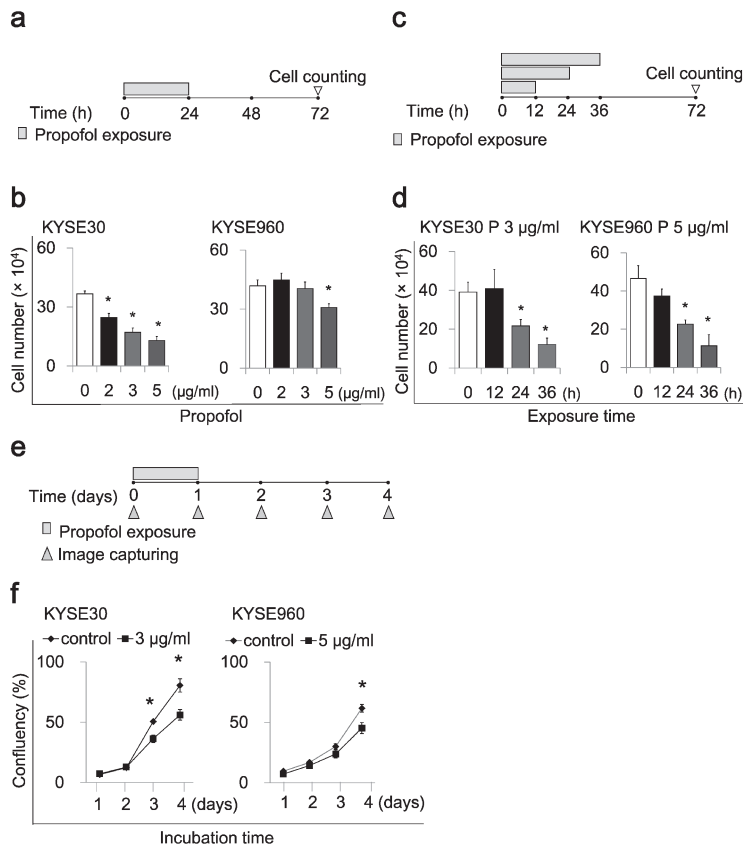 a
Cell counting
Time (h) 0 24 48 72
Propofol exposure
c
Cell counting
Time (h) 0 12 24 36 72
Propofol exposure
b
KYSE30
KYSE960
Cell number (× 10⁴)
60
30
0
0 2 3 5 (µg/ml)
* * *
60
30
0
0 2 3 5 (µg/ml)
*
Propofol
d
KYSE30 P 3 µg/ml
KYSE960 P 5 µg/ml
Cell number (× 10⁴)
60
40
20
0
0 12 24 36 (h)
* *
60
40
20
0
0 12 24 36 (h)
* *
Exposure time
e
Time (days) 0 1 2 3 4
Propofol exposure
Image capturing
f
KYSE30
control 3 µg/ml
KYSE960
control 5 µg/ml
Confluency (%)
100
50
0
1 2 3 4 (days)
* *
100
50
0
1 2 3 4 (days)
*
Incubation time